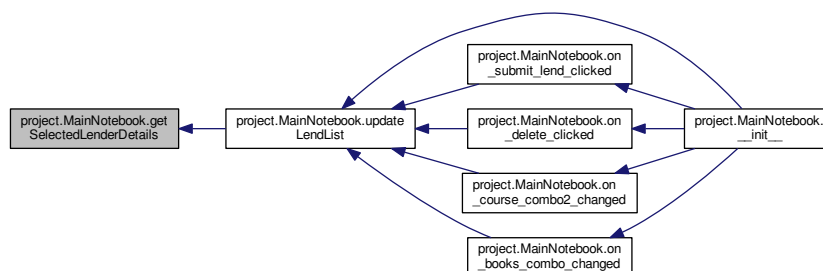 project.MainNotebook.get
SelectedLenderDetails
project.MainNotebook.update
LendList
project.MainNotebook.on
_submit_lend_clicked
project.MainNotebook.on
_delete_clicked
project.MainNotebook.on
_course_combo2_changed
project.MainNotebook.on
_books_combo_changed
project.MainNotebook.
__init__